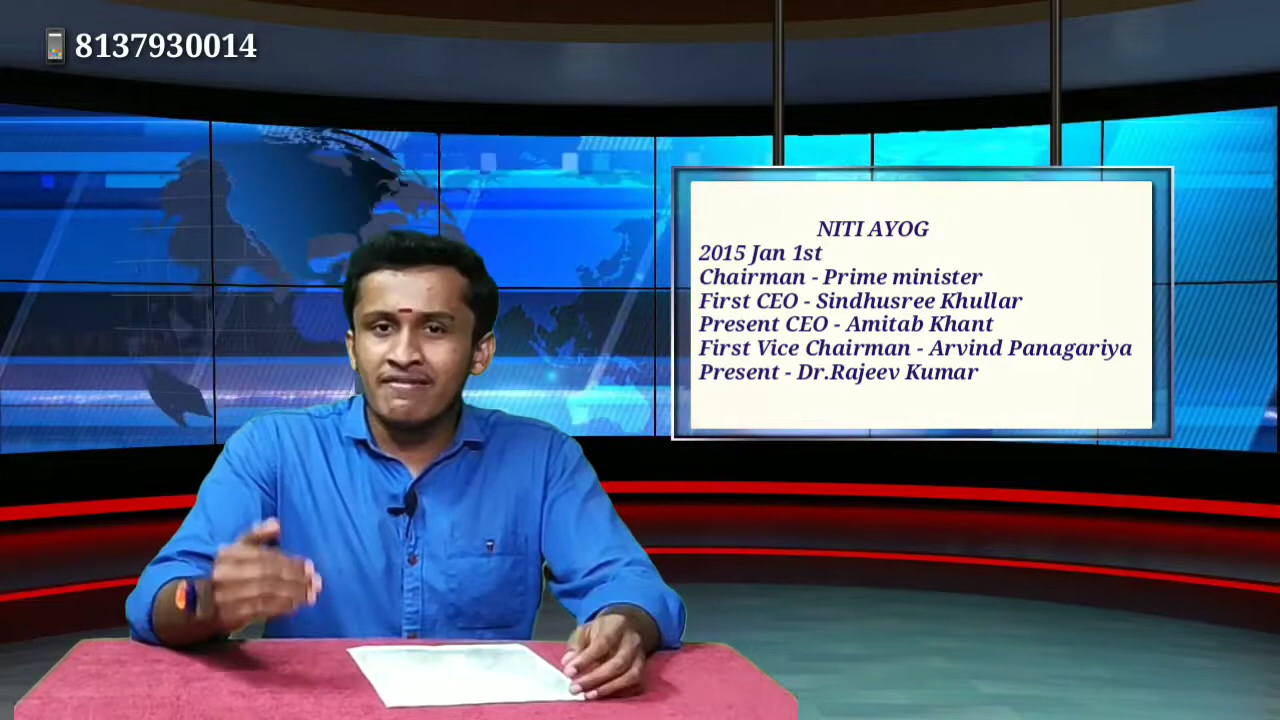 8137930014
NITI AYOG
2015 Jan 1st
Chairman - Prime minister
First CEO - Sindhusree Khullar
Present CEO - Amitab Khant
First Vice Chairman - Arvind Panagariya
Present - Dr.Rajeev Kumar